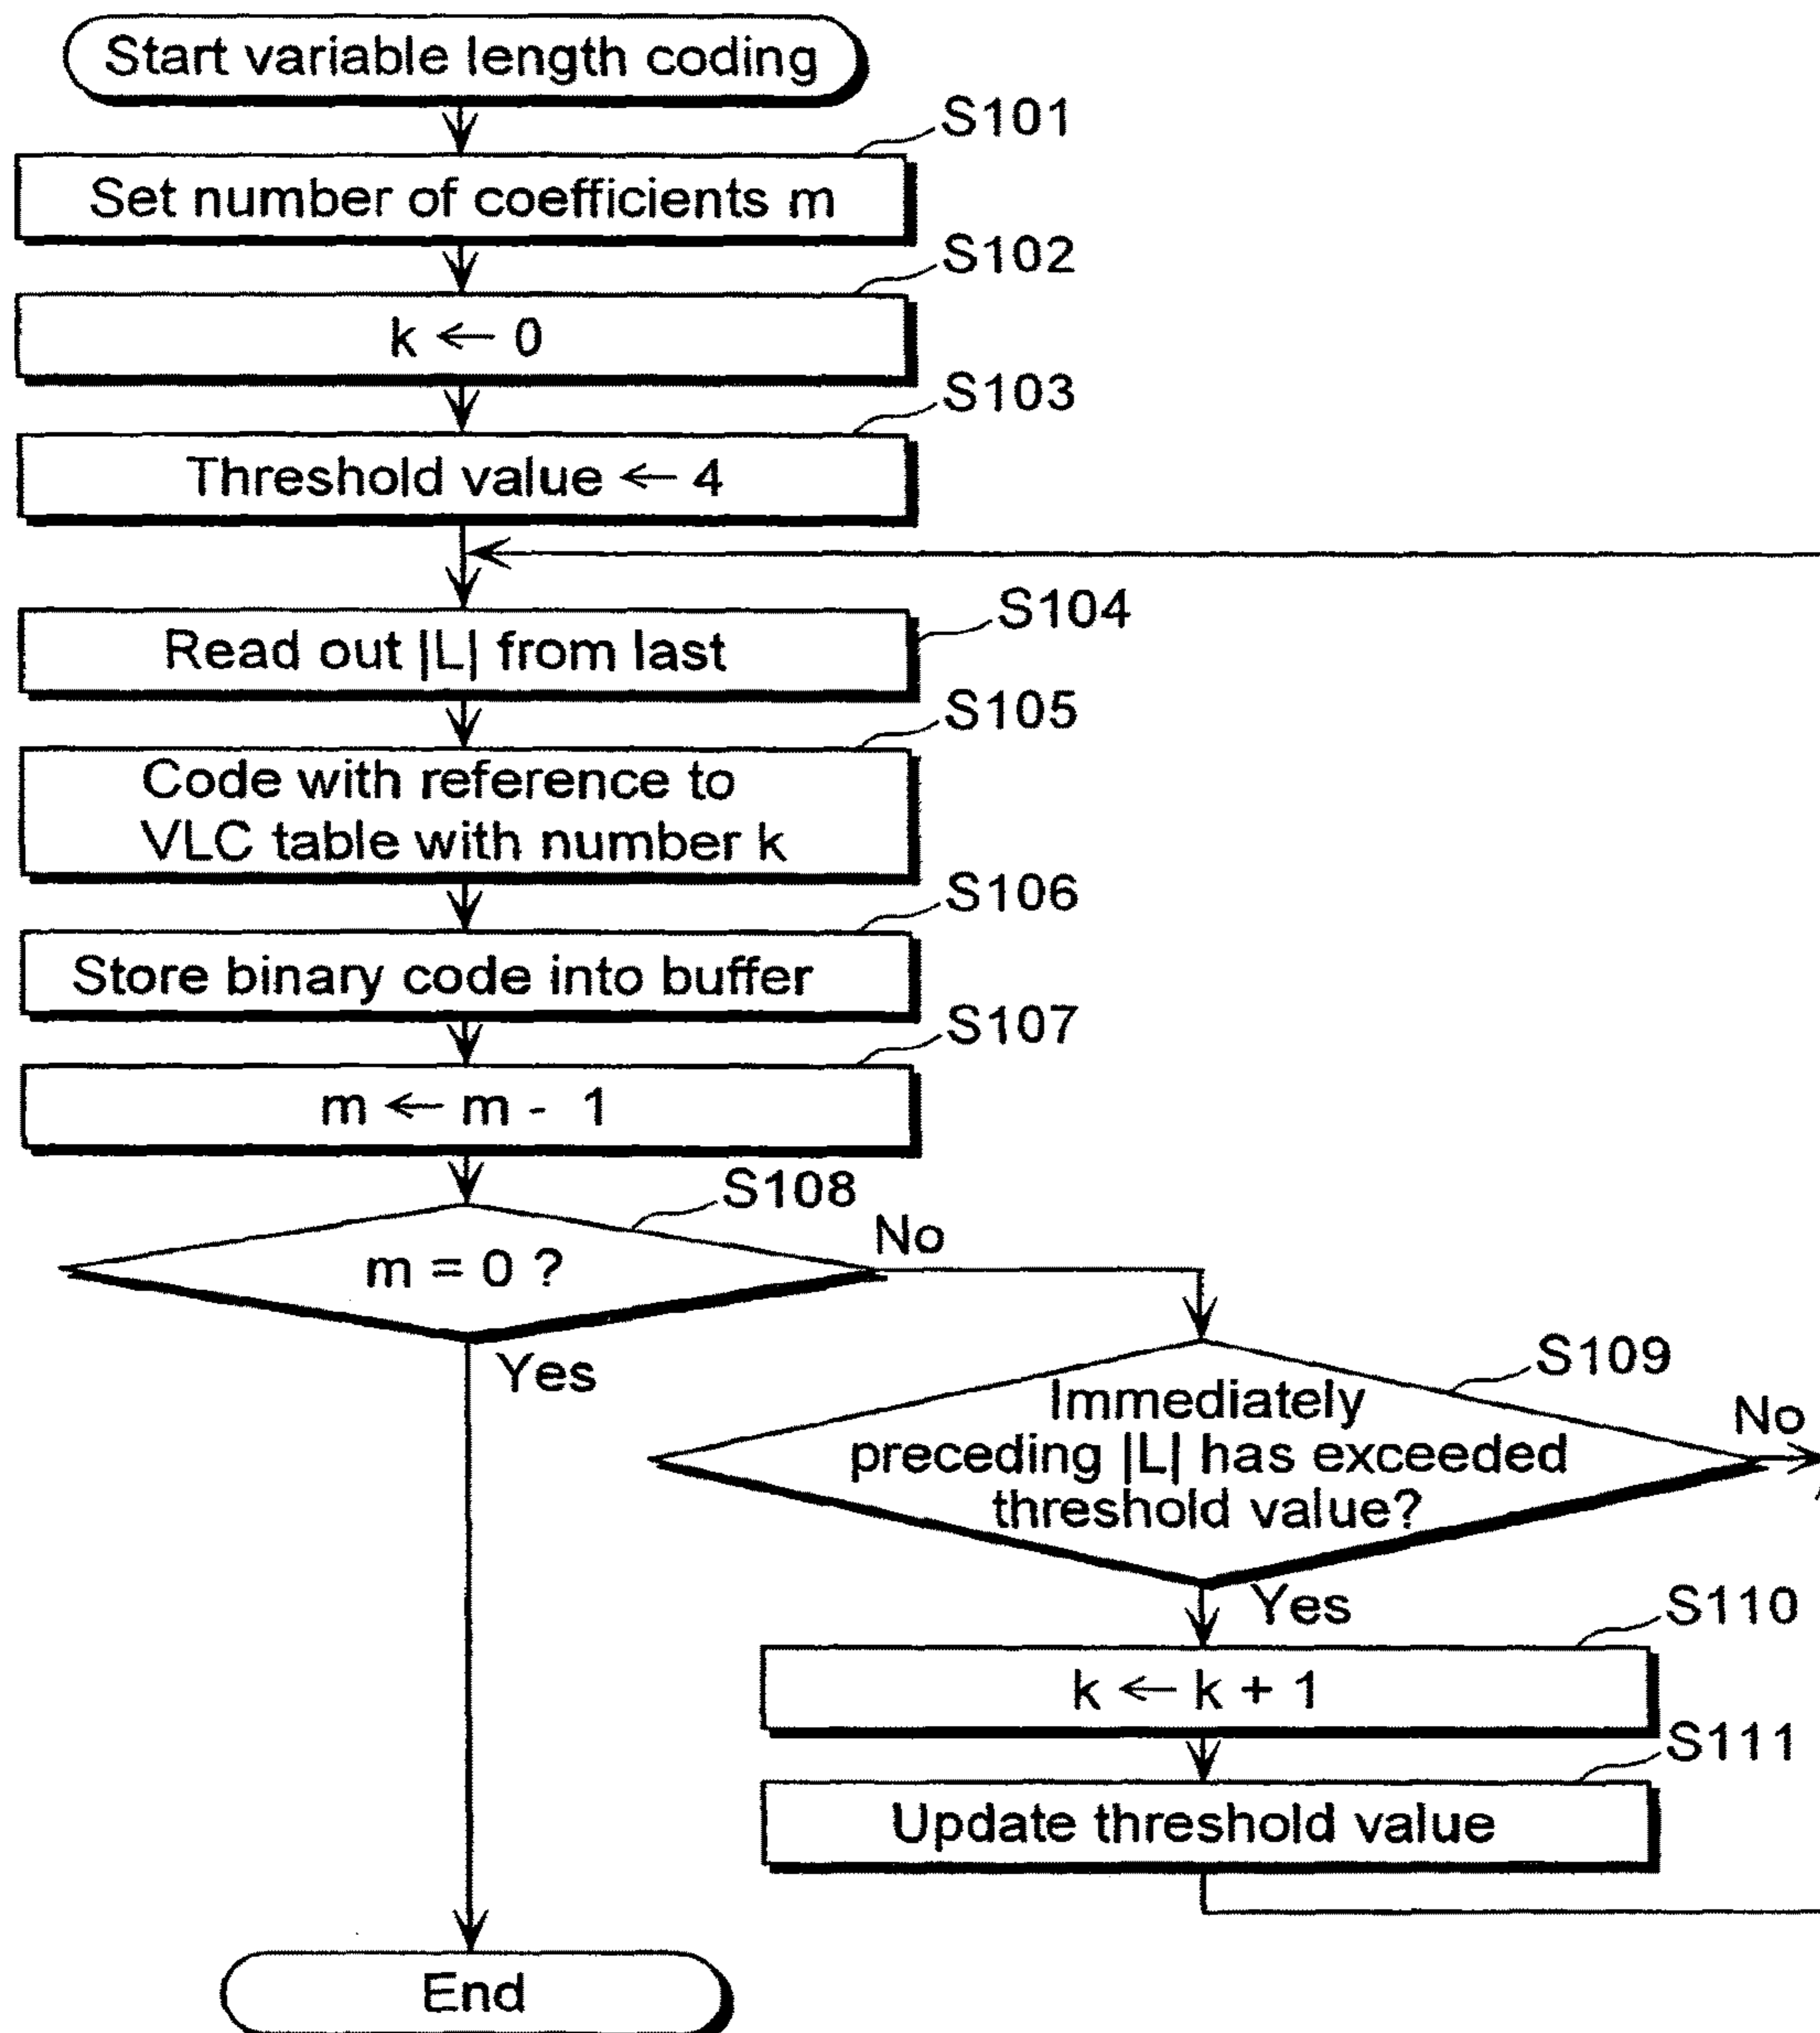 Start variable length coding
S101
Set number of coefficients m
S102
k ← 0
S103
Threshold value ← 4
S104
Read out |L| from last
S105
Code with reference to
VLC table with number k
S106
Store binary code into buffer
S107
m ← m - 1
S108
m = 0 ?
No
Yes
S109
Immediately
preceding |L| has exceeded
threshold value?
No
Yes
S110
k ← k + 1
S111
Update threshold value
End